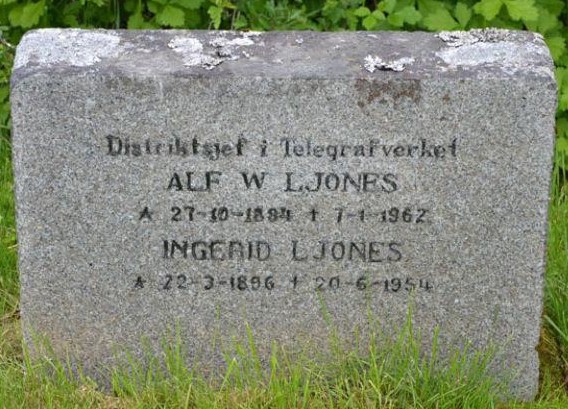 Distriktsjef i Telegrafverket
ALF W LJONES
★ 27-10-1894 † 7-1-1962
INGERID LJONES
★ 22-3-1896 † 20-6-1954